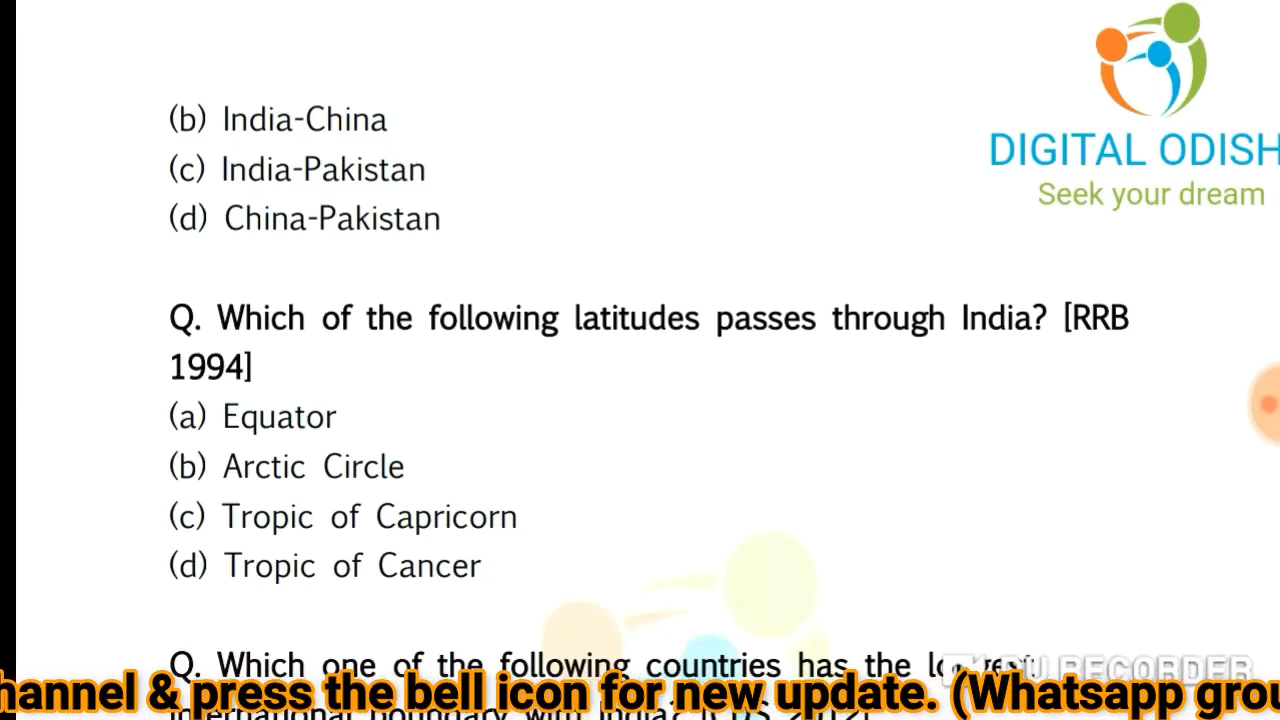 (b) India-China
(c) India-Pakistan
(d) China-Pakistan
DIGITAL ODISH
Seek your dream
Q. Which of the following latitudes passes through India? [RRB
1994]
(a) Equator
(b) Arctic Circle
(c) Tropic of Capricorn
(d) Tropic of Cancer
Q. Which one of the following countries has the longest
RECORDER
hannel & press the bell icon for new update. (Whatsapp grou
international boundary with India?